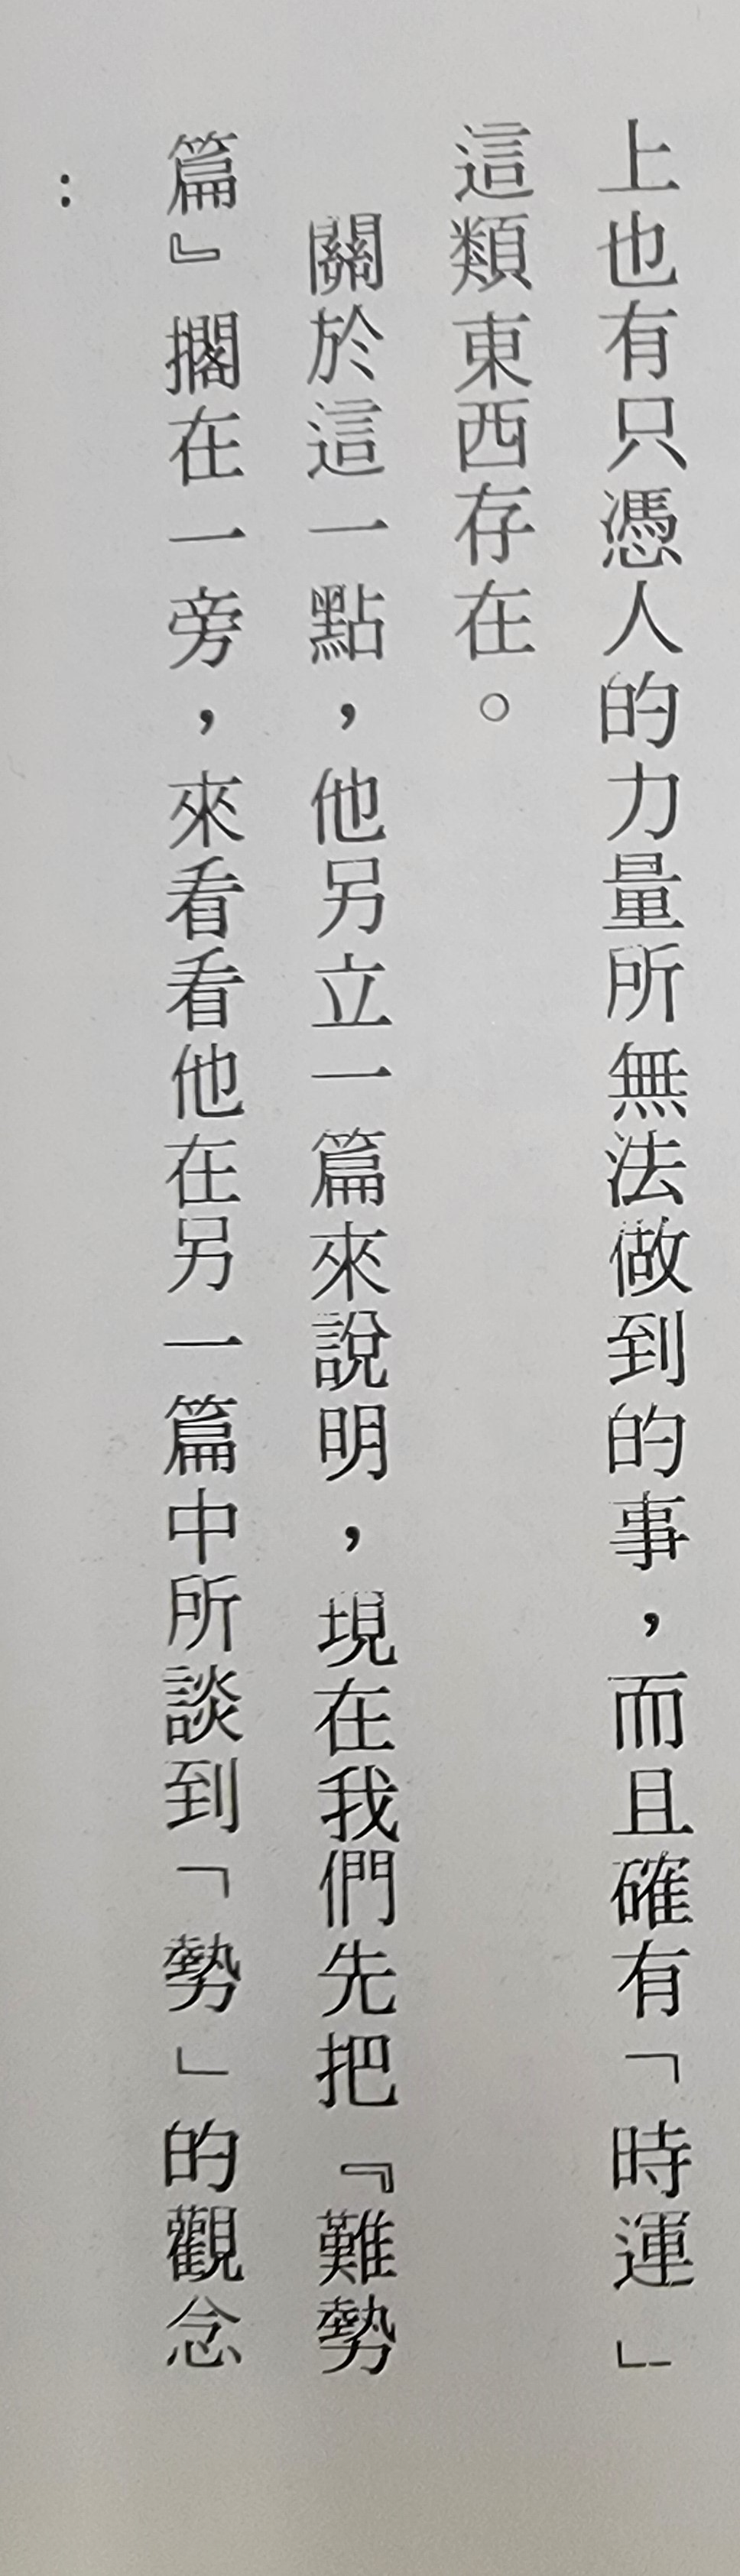 上也有只憑人的力量所無法做到的事，而且確有「時運」
這類東西存在。
關於這一點，他另立一篇來說明，現在我們先把『難勢
篇』擱在一旁，來看看他在另一篇中所談到「勢」的觀念
：